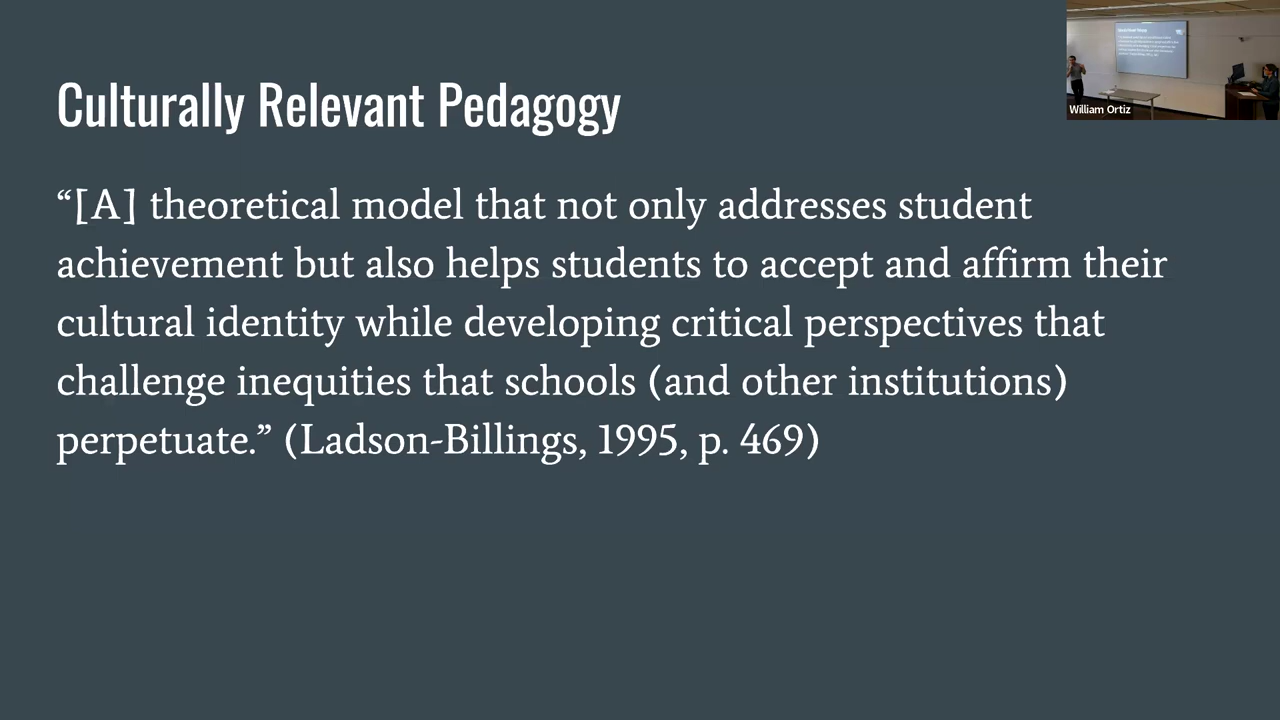 Culturally Relevant Pedagogy
“[A] theoretical model that not only addresses student
achievement but also helps students to accept and affirm their
cultural identity while developing critical perspectives that
challenge inequities that schools (and other institutions)
perpetuate.” (Ladson-Billings, 1995, p. 469)
William Ortiz